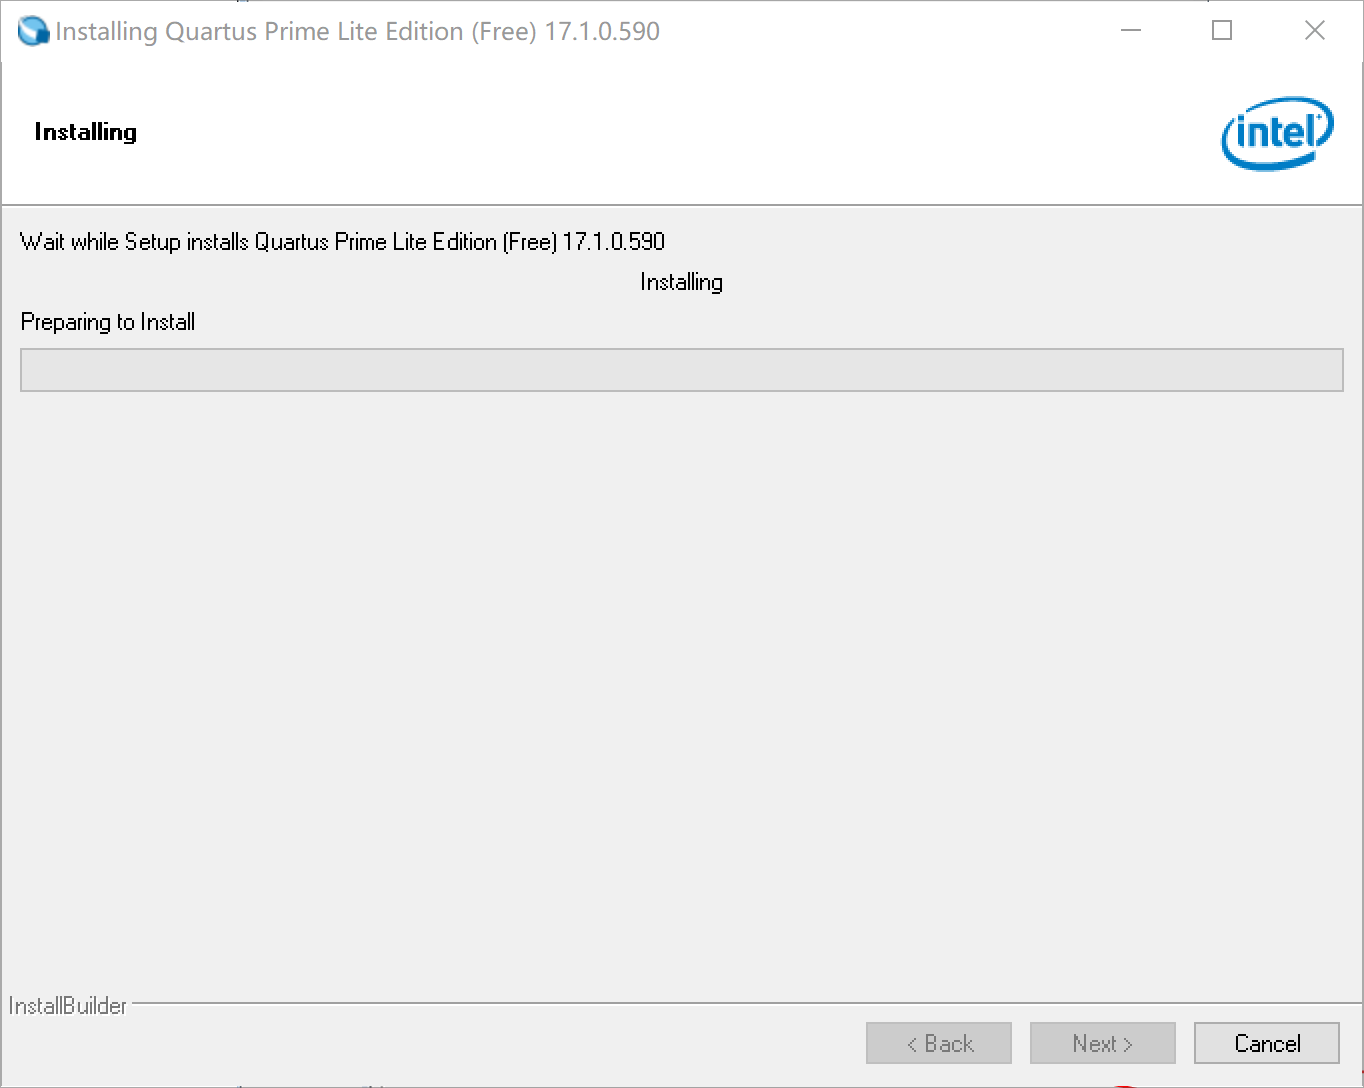 Installing Quartus Prime Lite Edition (Free) 17.1.0.590
Installing
intel
Wait while Setup installs Quartus Prime Lite Edition (Free) 17.1.0.590
Installing
Preparing to Install
InstallBuilder
< Back
Next >
Cancel